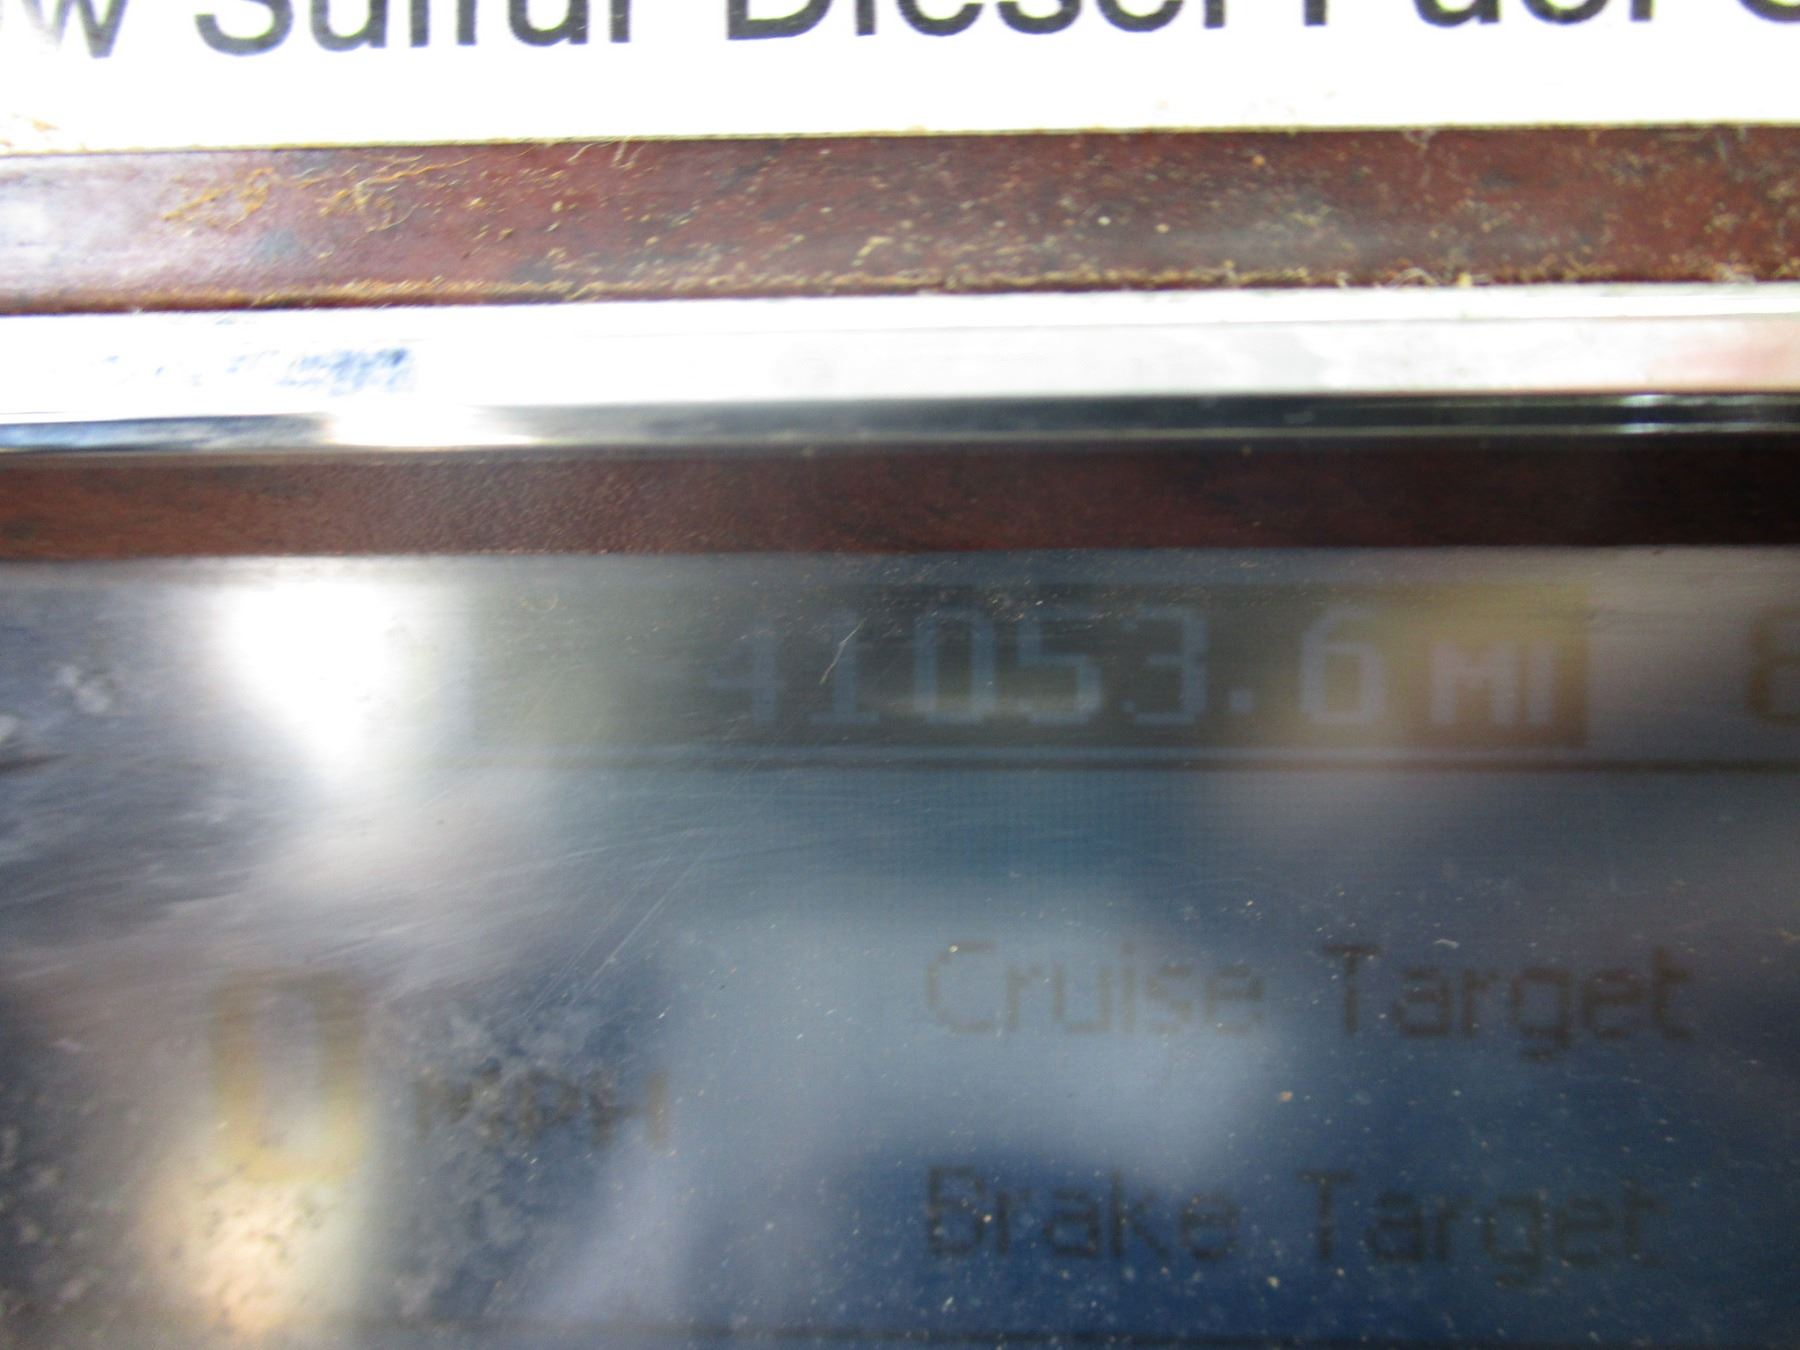 Sulfur Diesel Fuel
41053.6 MI
Cruise Target
0 MPH
Brake Target